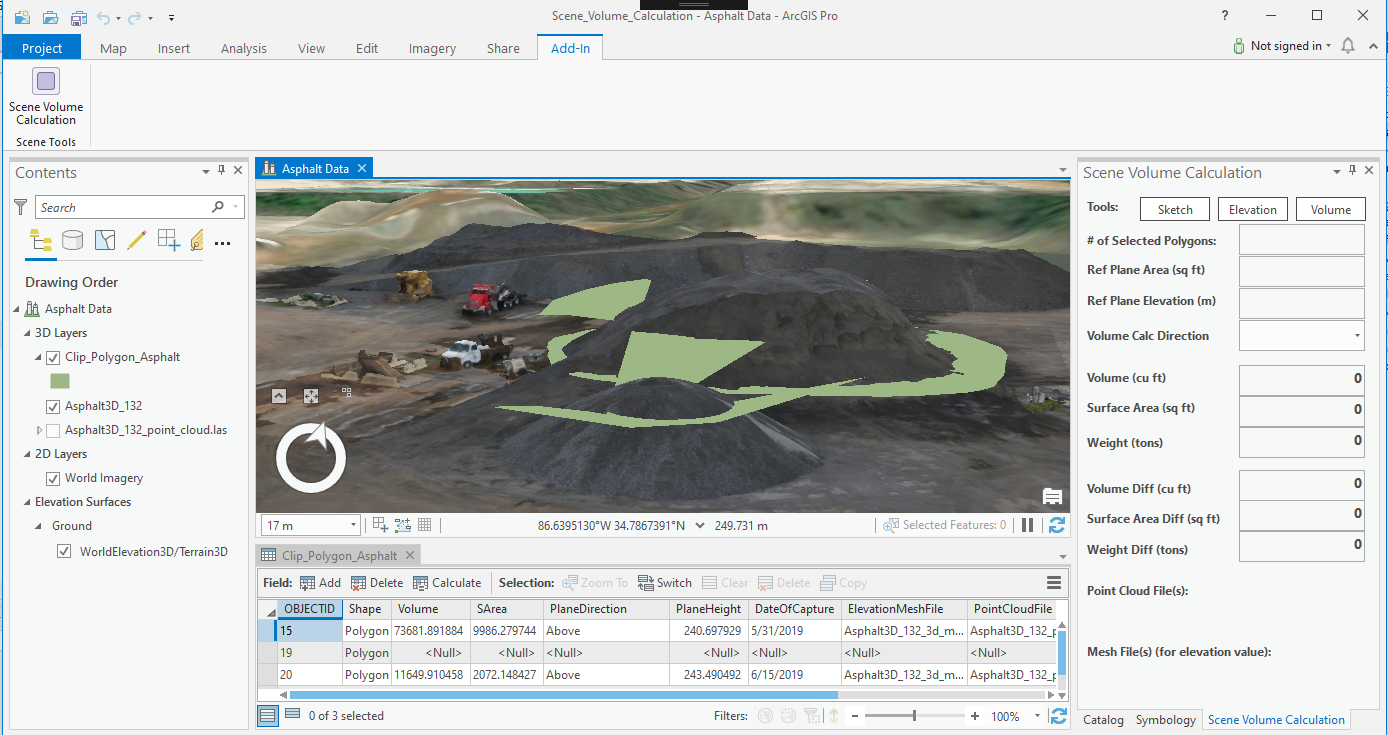 Scene_Volume_Calculation - Asphalt Data - ArcGIS Pro
?
Project Map Insert Analysis View Edit Imagery Share Add-In
Not signed in
Scene Volume
Calculation
Scene Tools
Contents
Search
Drawing Order
Asphalt Data
3D Layers
Clip_Polygon_Asphalt
Asphalt3D_132
Asphalt3D_132_point_cloud.las
2D Layers
World Imagery
Elevation Surfaces
Ground
WorldElevation3D/Terrain3D
Asphalt Data
17 m
86.6395130°W 34.7867391°N
249.731 m
Selected Features: 0
Clip_Polygon_Asphalt
Field: Add Delete Calculate Selection: Zoom To Switch Clear Delete Copy
OBJECTID Shape Volume SArea PlaneDirection PlaneHeight DateOfCapture ElevationMeshFile PointCloudFile
15 Polygon 73681.891884 9986.279744 Above 240.697929 5/31/2019 Asphalt3D_132_3d_m... Asphalt3D_132_p
19 Polygon <Null> <Null> <Null> <Null> <Null> <Null> <Null>
20 Polygon 11649.910458 2072.148427 Above 243.490492 6/15/2019 Asphalt3D_132_3d_m... Asphalt3D_132_p
0 of 3 selected
Filters:
- + 100%
Scene Volume Calculation
Tools: Sketch Elevation Volume
# of Selected Polygons:
Ref Plane Area (sq ft)
Ref Plane Elevation (m)
Volume Calc Direction
Volume (cu ft) 0
Surface Area (sq ft) 0
Weight (tons) 0
Volume Diff (cu ft) 0
Surface Area Diff (sq ft) 0
Weight Diff (tons) 0
Point Cloud File(s):
Mesh File(s) (for elevation value):
Catalog Symbology Scene Volume Calculation